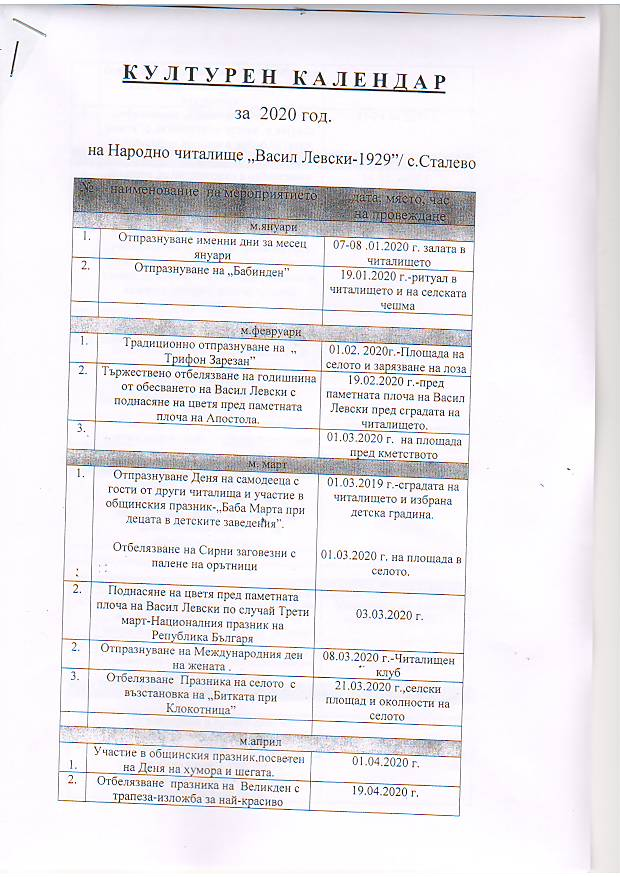 К У Л Т У Р Е Н К А Л Е Н Д А Р
за 2020 год.
на Народно читалище „Васил Левски-1929”/ с.Сталево
№ наименование на мероприятието дата, място, час
на провеждане
м.януари
1. Отпразнуване именни дни за месец 07-08 .01.2020 г. залата в
януари читалището
2. Отпразнуване на „Бабинден” 19.01.2020 г.-ритуал в
читалището и на селската
чешма
м.февруари
1. Традиционно отпразнуване на „ 01.02. 2020г.-Площада на
Трифон Зарезан” селото и зарязване на лоза
2. Тържествено отбелязване на годишнина 19.02.2020 г.-пред
от обесването на Васил Левски с паметната плоча на Васил
поднасяне на цветя пред паметната Левски пред сградата на
плоча на Апостола. читалището.
3. 01.03.2020 г. на площада
пред кметството
м. март
1. Отпразнуване Деня на самодееца с 01.03.2019 г.-сградата на
гости от други читалища и участие в читалището и избрана
общинския празник-„Баба Марта при детска градина.
децата в детските заведения”.
Отбелязване на Сирни заговезни с 01.03.2020 г. на площада в
палене на орътници селото.
2. Поднасяне на цветя пред паметната
плоча на Васил Левски по случай Трети 03.03.2020 г.
март-Националния празник на
Република Българя
2. Отпразнуване на Международния ден 08.03.2020 г.-Читалищен
на жената . клуб
3. Отбелязване Празника на селото с 21.03.2020 г.,селски
възстановка на „Битката при площад и околности на
Клокотница” селото
м.април
Участие в общинския празник,посветен 01.04.2020 г.
1. на Деня на хумора и шегата.
2. Отбелязване празника на Великден с 19.04.2020 г.
трапеза-изложба за най-красиво